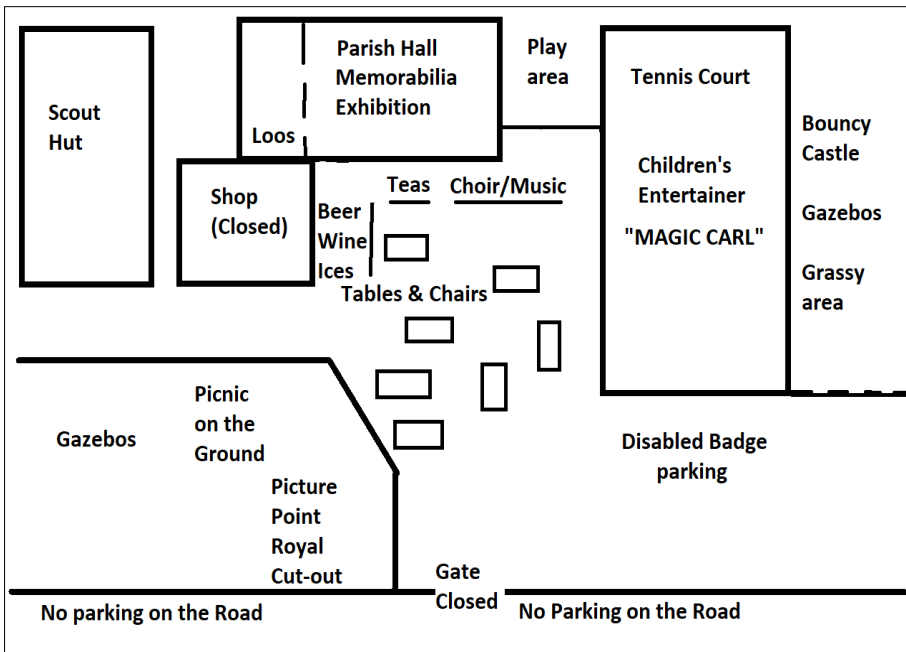 Scout
Hut
Loos
Parish Hall
Memorabilia
Exhibition
Play
area
Tennis Court
Children's
Entertainer
"MAGIC CARL"
Bouncy
Castle
Gazebos
Grassy
area
Shop
(Closed)
Beer
Wine
Ices
Teas
Choir/Music
Tables & Chairs
Gazebos
Picnic
on the
Ground
Picture
Point
Royal
Cut-out
Disabled Badge
parking
Gate
Closed
No parking on the Road
No Parking on the Road